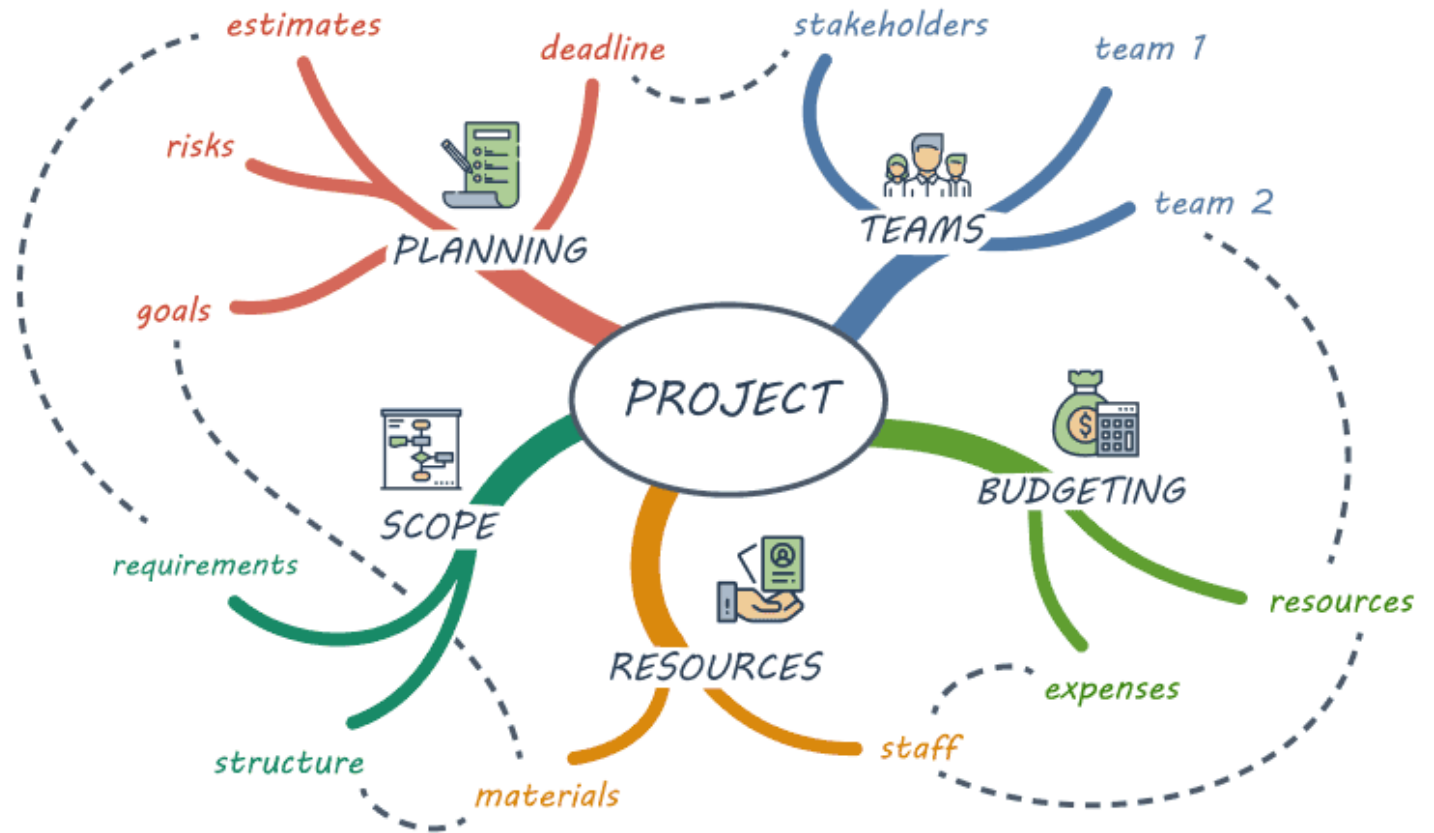 estimates
deadline
stakeholders
team 1
risks
team 2
PLANNING
TEAMS
goals
PROJECT
BUDGETING
SCOPE
requirements
resources
RESOURCES
expenses
structure
staff
materials
$